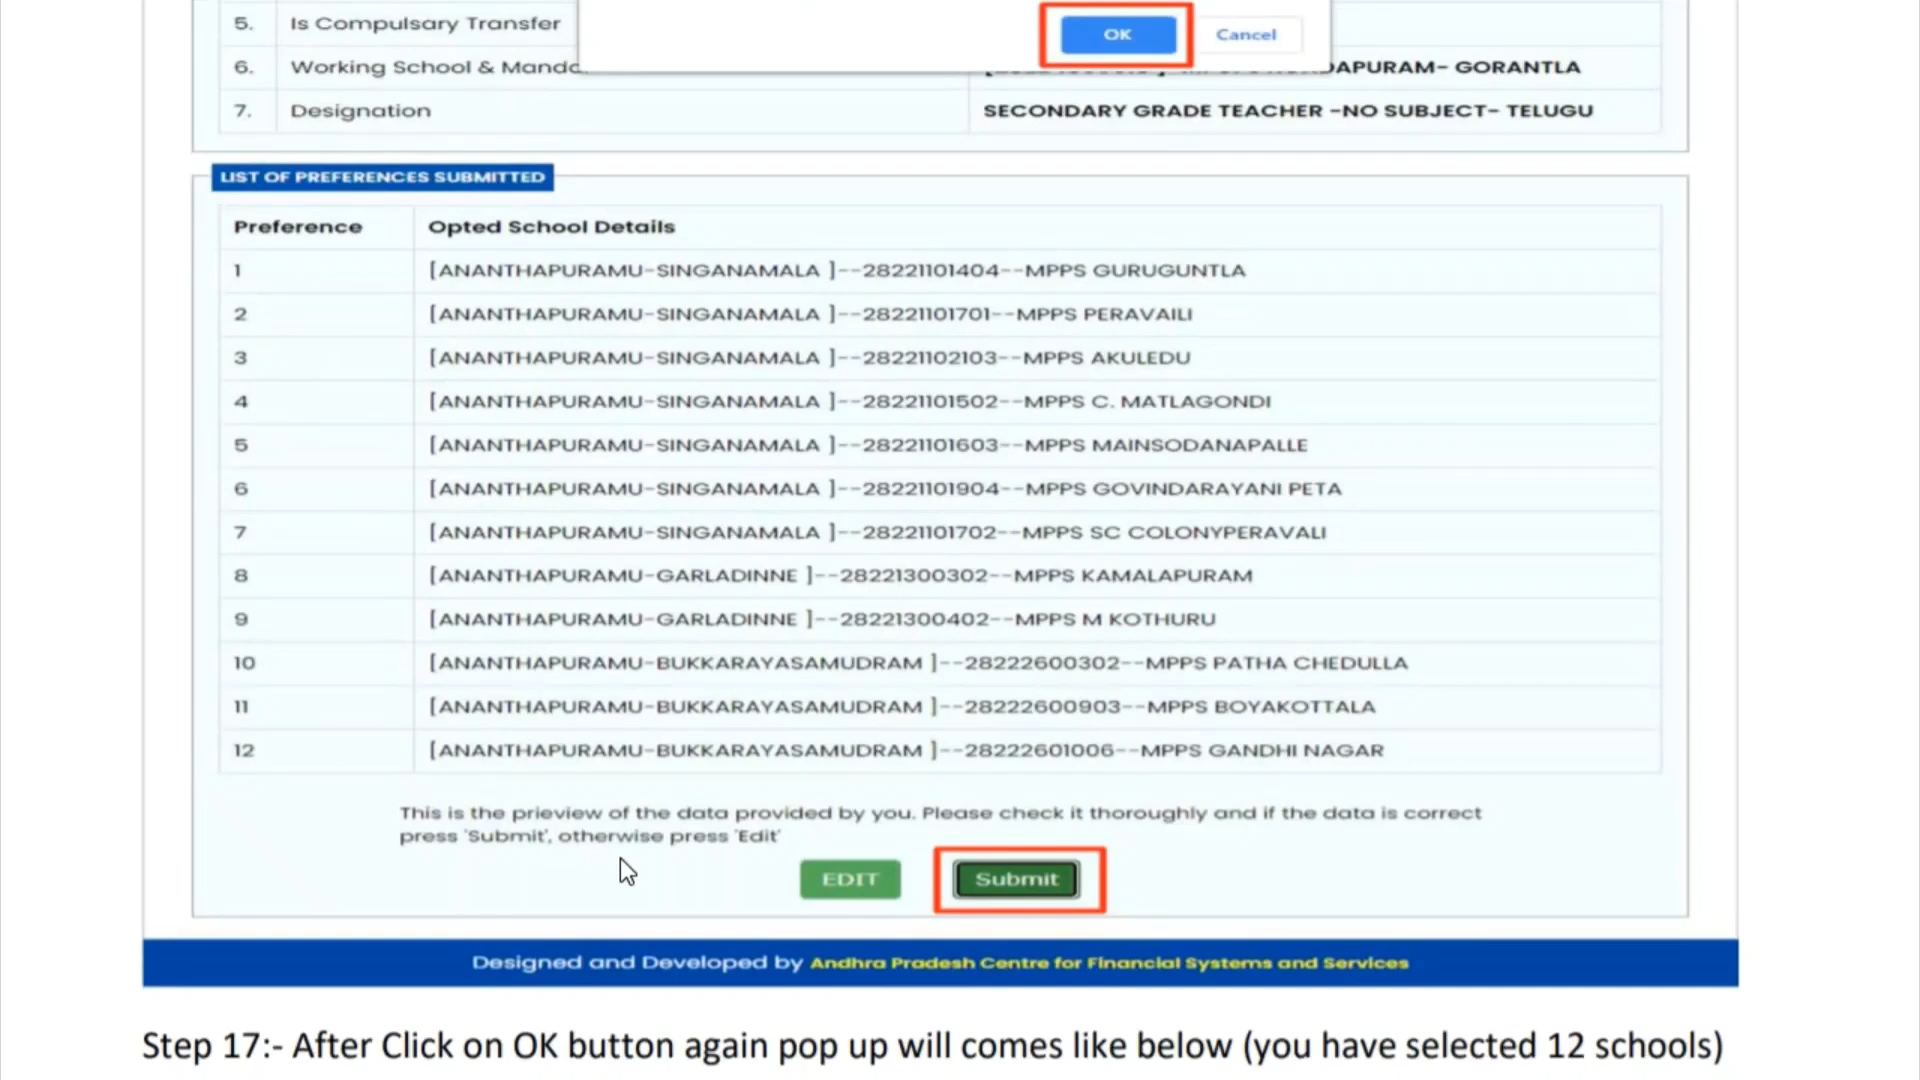 OK Cancel
5. Is Compulsary Transfer
6. Working School & GORANTLA
7. Designation SECONDARY GRADE TEACHER -NO SUBJECT- TELUGU
LIST OF PREFERENCES SUBMITTED
Preference Opted School Details
1 [ANANTHAPURAMU-SINGANAMALA ]--28221101404--MPPS GURUGUNTLA
2 [ANANTHAPURAMU-SINGANAMALA ]--28221101701--MPPS PERAVAILI
3 [ANANTHAPURAMU-SINGANAMALA ]--28221102103--MPPS AKULEDU
4 [ANANTHAPURAMU-SINGANAMALA ]--28221101502--MPPS C. MATLAGONDI
5 [ANANTHAPURAMU-SINGANAMALA ]--28221101603--MPPS MAINSODANAPALLE
6 [ANANTHAPURAMU-SINGANAMALA ]--28221101904--MPPS GOVINDARAYANI PETA
7 [ANANTHAPURAMU-SINGANAMALA ]--28221101702--MPPS SC COLONYPERAVALI
8 [ANANTHAPURAMU-GARLADINNE ]--28221300302--MPPS KAMALAPURAM
9 [ANANTHAPURAMU-GARLADINNE ]--28221300402--MPPS M KOTHURU
10 [ANANTHAPURAMU-BUKKARAYASAMUDRAM ]--28222600302--MPPS PATHA CHEDULLA
11 [ANANTHAPURAMU-BUKKARAYASAMUDRAM ]--28222600903--MPPS BOYAKOTTALA
12 [ANANTHAPURAMU-BUKKARAYASAMUDRAM ]--28222601006--MPPS GANDHI NAGAR
This is the prieview of the data provided by you. Please check it thoroughly and if the data is correct
press 'Submit', otherwise press 'Edit'
EDIT Submit
Designed and Developed by Andhra Pradesh Centre for Financial Systems and Services
Step 17:- After Click on OK button again pop up will comes like below (you have selected 12 schools)